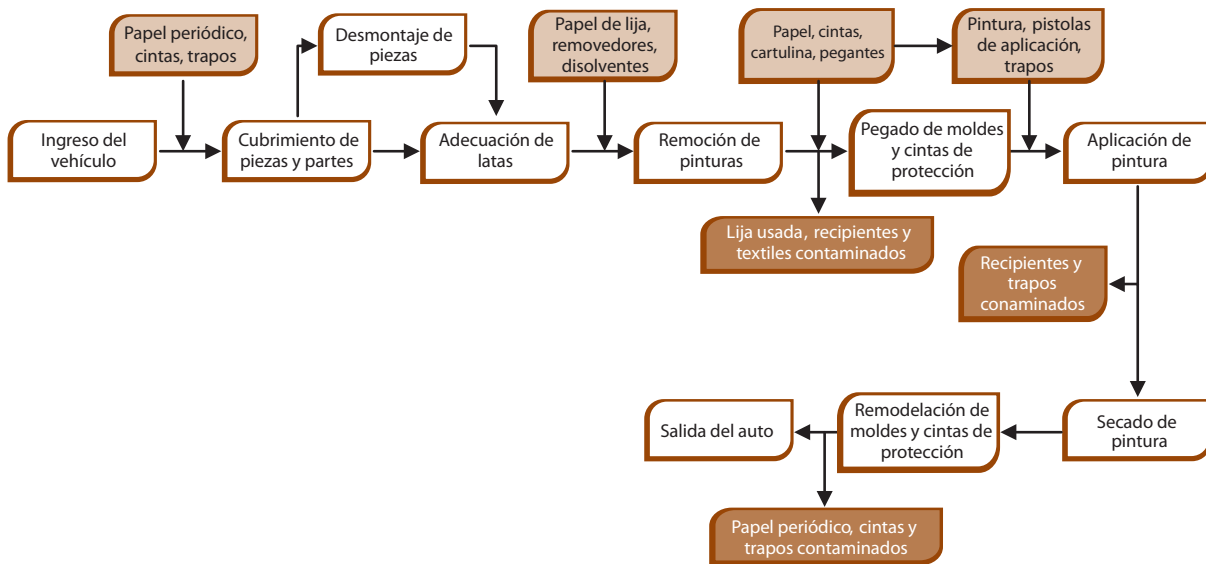 Papel periódico,
cintas, trapos
Desmontaje de
piezas
Papel de lija,
removedores,
disolventes
Papel, cintas,
cartulina, pegantes
Pintura, pistolas
de aplicación,
trapos
Ingreso del
vehículo
Cubrimiento de
piezas y partes
Adecuación de
latas
Remoción de
pinturas
Pegado de moldes
y cintas de
protección
Aplicación de
pintura
Lija usada, recipientes y
textiles contaminados
Recipientes y
trapos
conaminados
Salida del auto
Remodelación de
moldes y cintas de
protección
Secado de
pintura
Papel periódico, cintas y
trapos contaminados